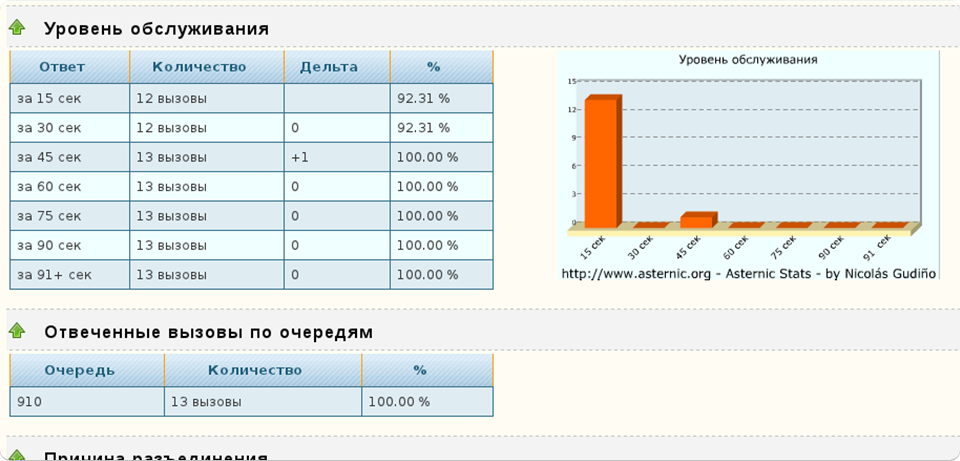 Уровень обслуживания
Ответ Количество Дельта %
за 15 сек 12 вызовы 92.31 %
за 30 сек 12 вызовы 0 92.31 %
за 45 сек 13 вызовы +1 100.00 %
за 60 сек 13 вызовы 0 100.00 %
за 75 сек 13 вызовы 0 100.00 %
за 90 сек 13 вызовы 0 100.00 %
за 91+ сек 13 вызовы 0 100.00 %
Уровень обслуживания
15
12
9
6
3
0
15 сек 30 сек 45 сек 60 сек 75 сек 90 сек 91 сек
http://www.asternic.org - Asternic Stats - by Nicolás Gudiño
Отвеченные вызовы по очередям
Очередь Количество %
910 13 вызовы 100.00 %
Причина разъединения